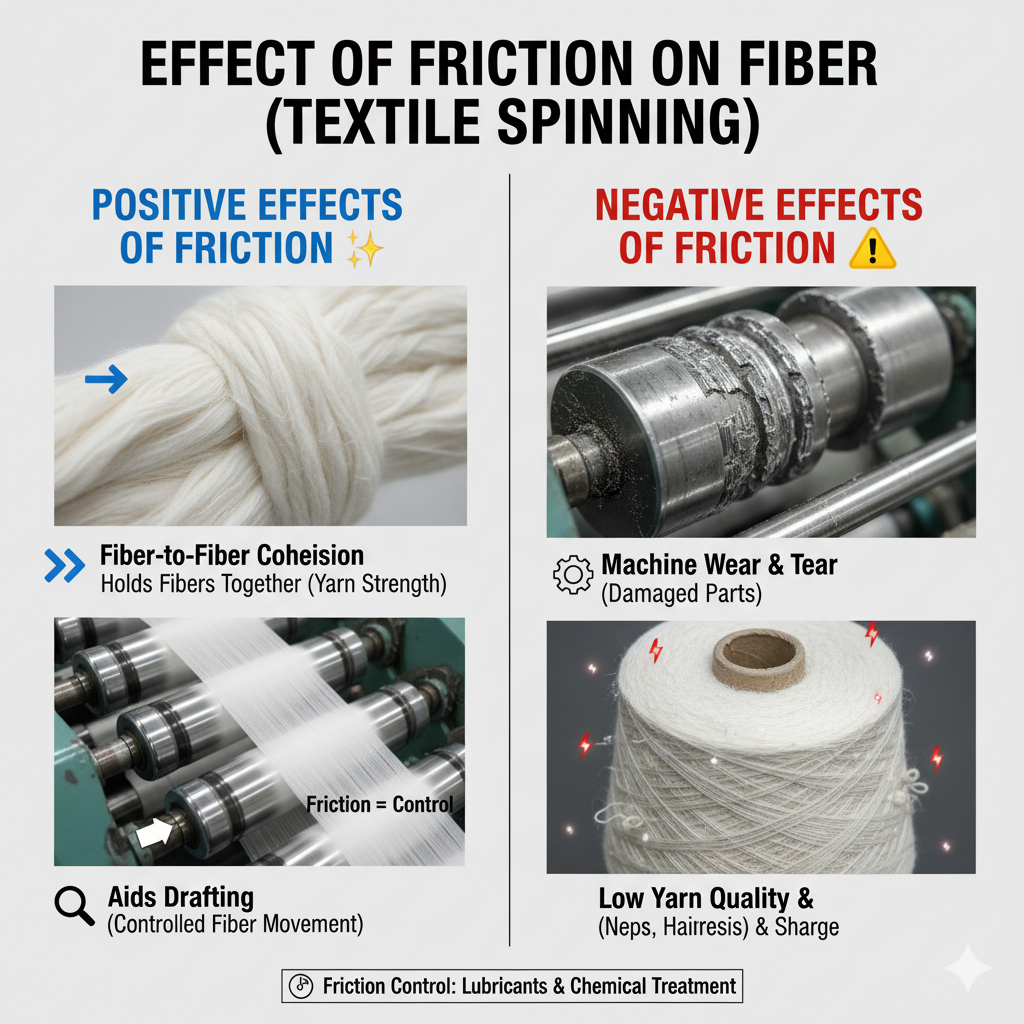 EFFECT OF FRICTION ON FIBER
(TEXTILE SPINNING)
POSITIVE EFFECTS
OF FRICTION
Fiber-to-Fiber Coheision
Holds Fibers Together (Yarn Strength)
Friction = Control
Aids Drafting
(Controlled Fiber Movement)
NEGATIVE EFFECTS
OF FRICTION
Machine Wear & Tear
(Damaged Parts)
Low Yarn Quality &
(Neps, Hairresis) & Sharge
Friction Control: Lubricants & Chemical Treatment